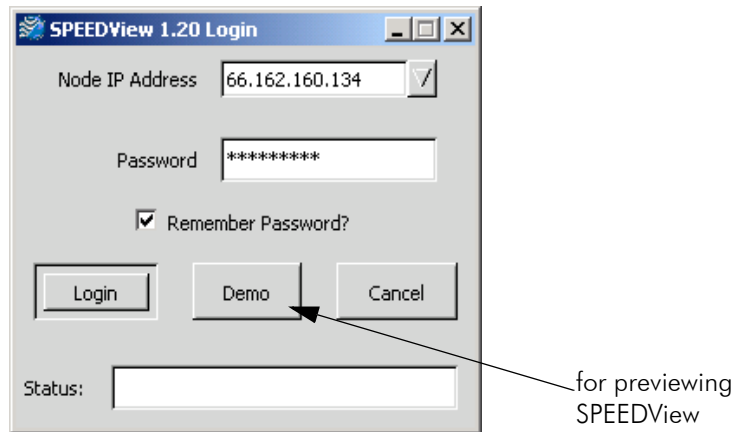 SPEEDView 1.20 Login
Node IP Address 66.162.160.134
Password *********
Remember Password?
Login Demo Cancel
Status:
for previewing
SPEEDView